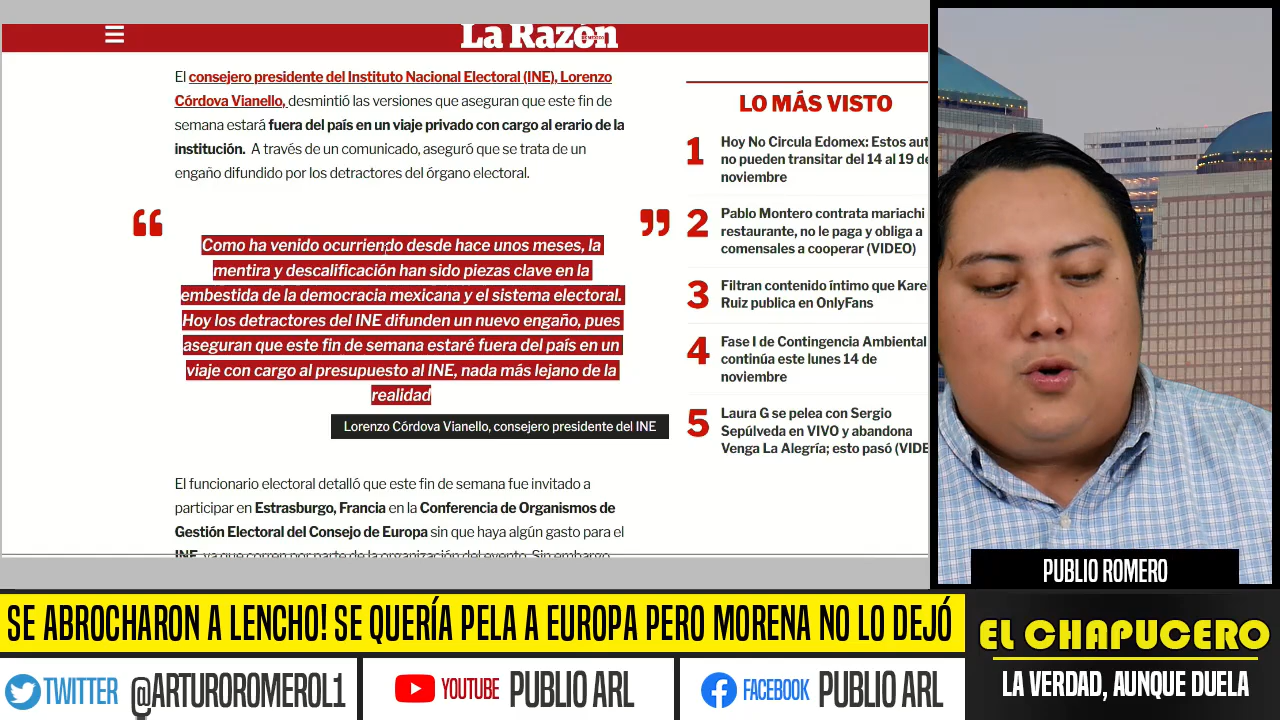 La Razón
El consejero presidente del Instituto Nacional Electoral (INE), Lorenzo
Córdova Vianello, desmintió las versiones que aseguran que este fin de
semana estará fuera del país en un viaje privado con cargo al erario de la
institución. A través de un comunicado, aseguró que se trata de un
engaño difundido por los detractores del órgano electoral.
“ ”
Como ha venido ocurriendo desde hace unos meses, la
mentira y descalificación han sido piezas clave en la
embestida de la democracia mexicana y el sistema electoral.
Hoy los detractores del INE difunden un nuevo engaño, pues
aseguran que este fin de semana estaré fuera del país en un
viaje con cargo al presupuesto al INE, nada más lejano de la
realidad
Lorenzo Córdova Vianello, consejero presidente del INE
El funcionario electoral detalló que este fin de semana fue invitado a
participar en Estrasburgo, Francia en la Conferencia de Organismos de
Gestión Electoral del Consejo de Europa sin que haya algún gasto para el
INE, ya que corren por parte de la organización del evento. Sin embargo
LO MÁS VISTO
1 Hoy No Circula Edomex: Estos aut
no pueden transitar del 14 al 19 de
noviembre
2 Pablo Montero contrata mariachi
restaurante, no le paga y obliga a
comensales a cooperar (VIDEO)
3 Filtran contenido íntimo que Kare
Ruiz publica en OnlyFans
4 Fase I de Contingencia Ambiental
continúa este lunes 14 de
noviembre
5 Laura G se pelea con Sergio
Sepúlveda en VIVO y abandona
Venga La Alegría; esto pasó (VIDE
PUBLIO ROMERO
SE ABROCHARON A LENCHO! SE QUERÍA PELA A EUROPA PERO MORENA NO LO DEJÓ
EL CHAPUCERO
LA VERDAD, AUNQUE DUELA
TWITTER @ARTUROROMEROL1
YOUTUBE PUBLIO ARL
FACEBOOK PUBLIO ARL